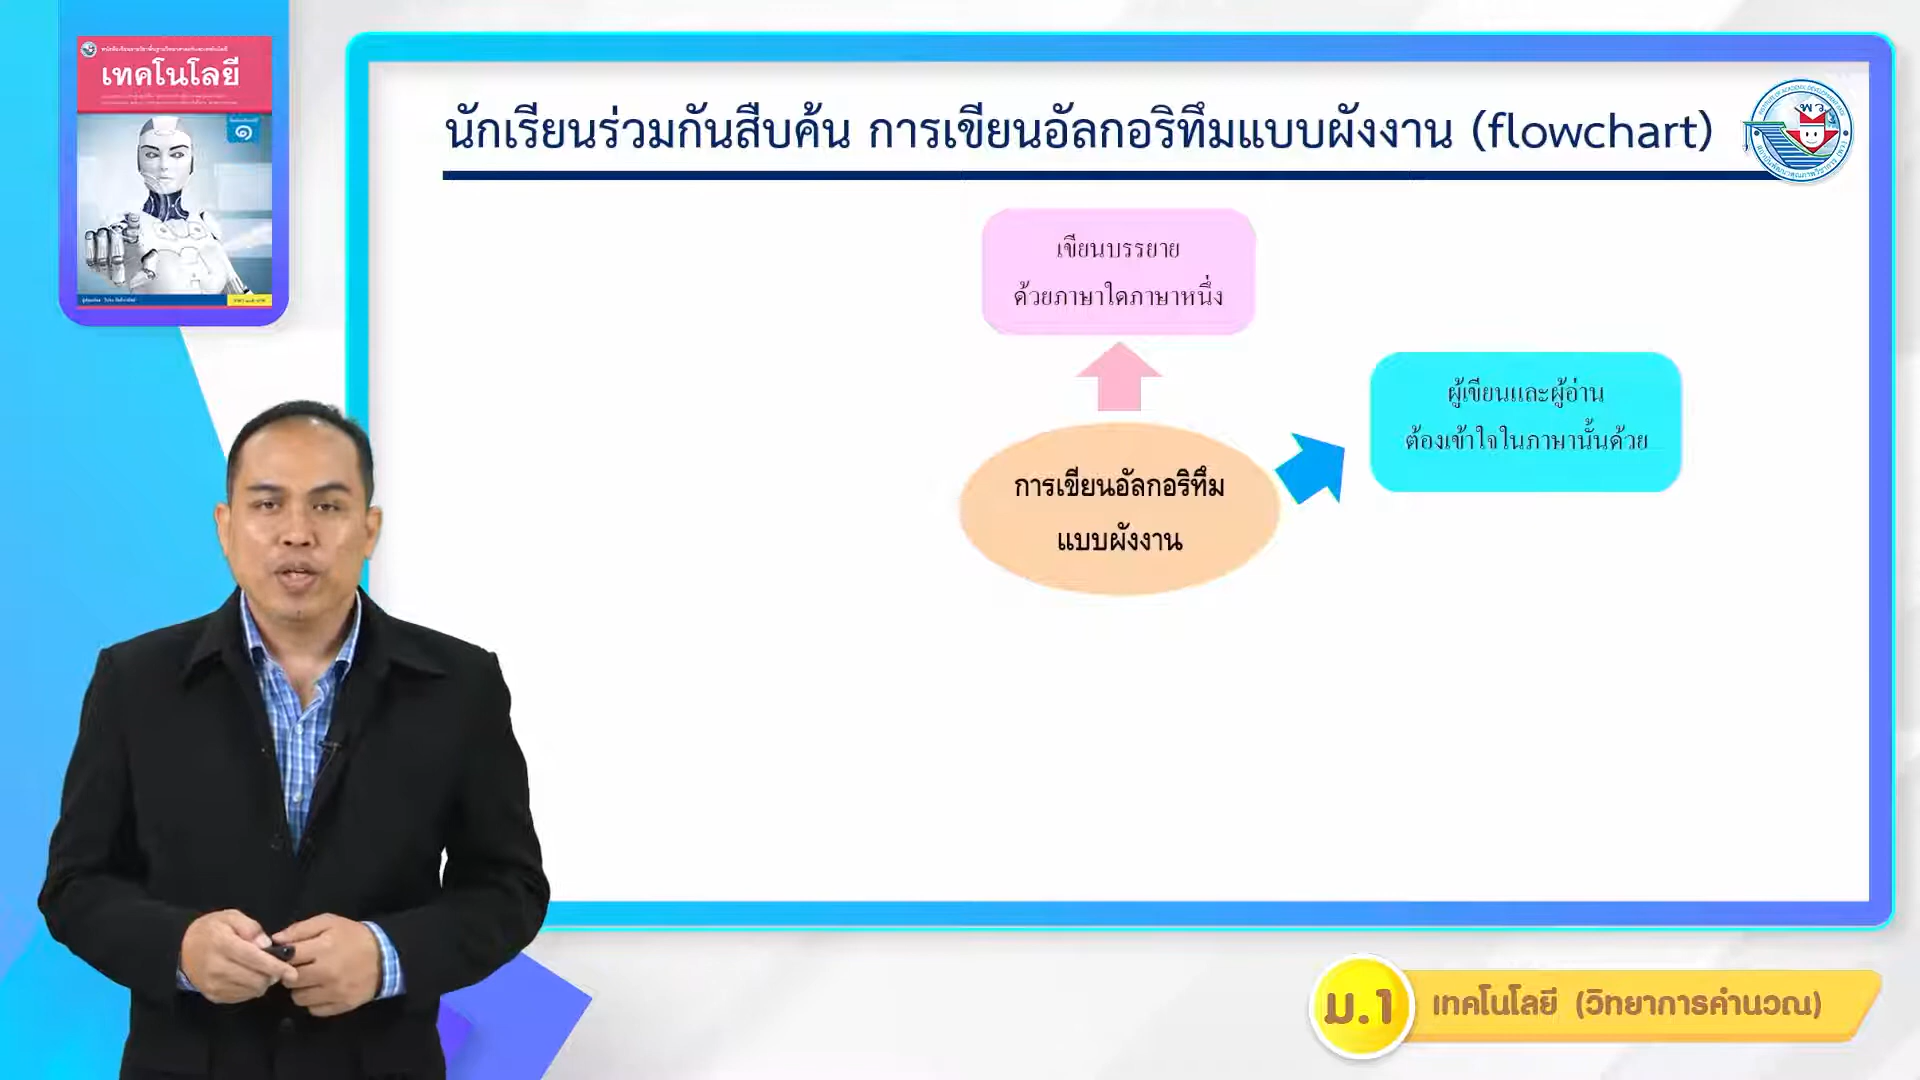 เทคโนโลยี
๑
นักเรียนร่วมกันสืบค้น การเขียนอัลกอริทึมแบบผังงาน (flowchart)
พว
เขียนบรรยาย
ด้วยภาษาใดภาษาหนึ่ง
ผู้เขียนและผู้อ่าน
ต้องเข้าใจในภาษานั้นด้วย
การเขียนอัลกอริทึม
แบบผังงาน
ม.1 เทคโนโลยี (วิทยาการคำนวณ)